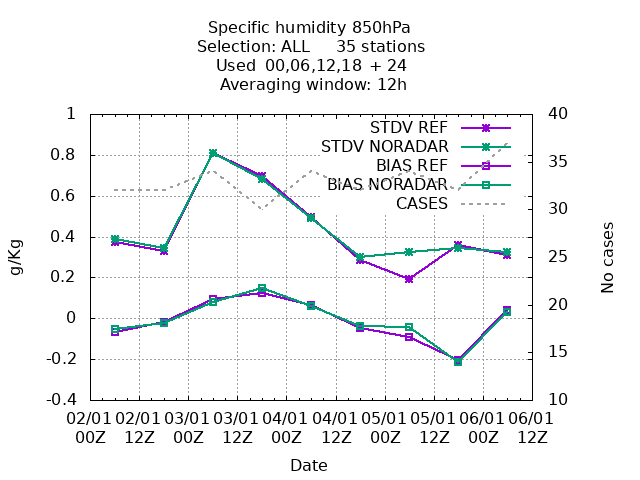 Specific humidity 850hPa
Selection: ALL 35 stations
Used 00,06,12,18 + 24
Averaging window: 12h
1
0.8
0.6
0.4
0.2
0
-0.2
-0.4
g/Kg
STDV REF
STDV NORADAR
BIAS REF
BIAS NORADAR
CASES
40
35
30
25
20
15
10
No cases
02/01 02/01 03/01 03/01 04/01 04/01 05/01 05/01 06/01 06/01
00Z 12Z 00Z 12Z 00Z 12Z 00Z 12Z 00Z 12Z
Date